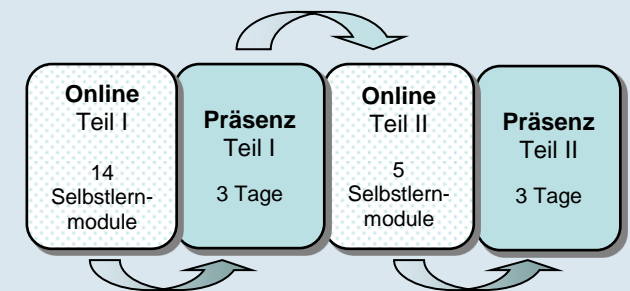 Online
Teil I
14
Selbstlern-
module
Präsenz
Teil I
3 Tage
Online
Teil II
5
Selbstlern-
module
Präsenz
Teil II
3 Tage